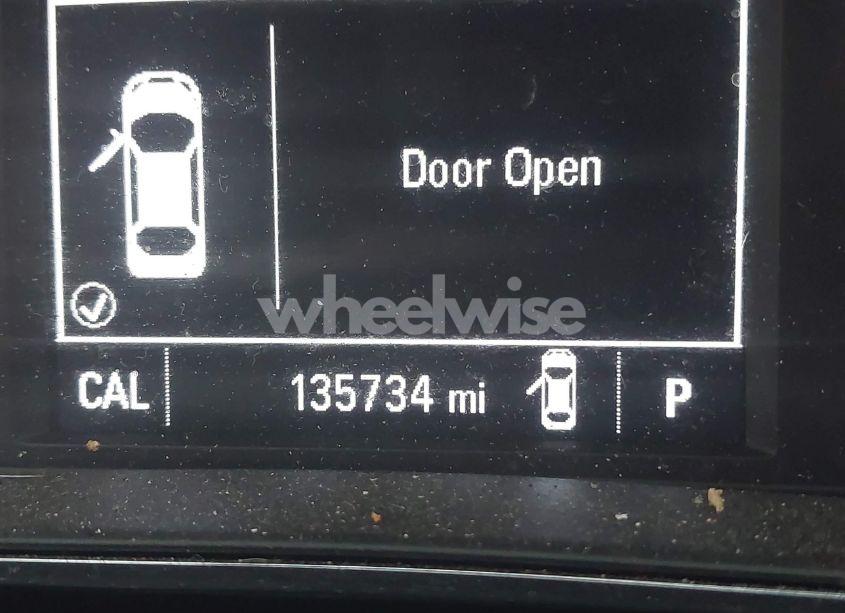 Door Open
wheelwise
CAL
135734 mi
P